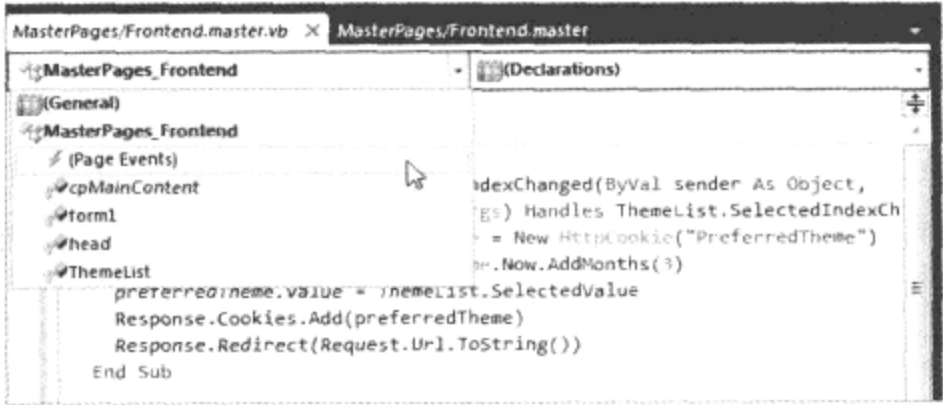 MasterPages/Frontend.master.vb × MasterPages/Frontend.master
MasterPages_Frontend (Declarations)
(General)
MasterPages_Frontend
(Page Events)
cpMainContent
form1
head
ThemeList
ndexChanged(ByVal sender As Object,
gs) Handles ThemeList.SelectedIndexCh
= New HttpCookie("PreferredTheme")
.Now.AddMonths(3)
preferredTheme.Value = ThemeList.SelectedValue
Response.Cookies.Add(preferredTheme)
Response.Redirect(Request.Url.ToString())
End Sub